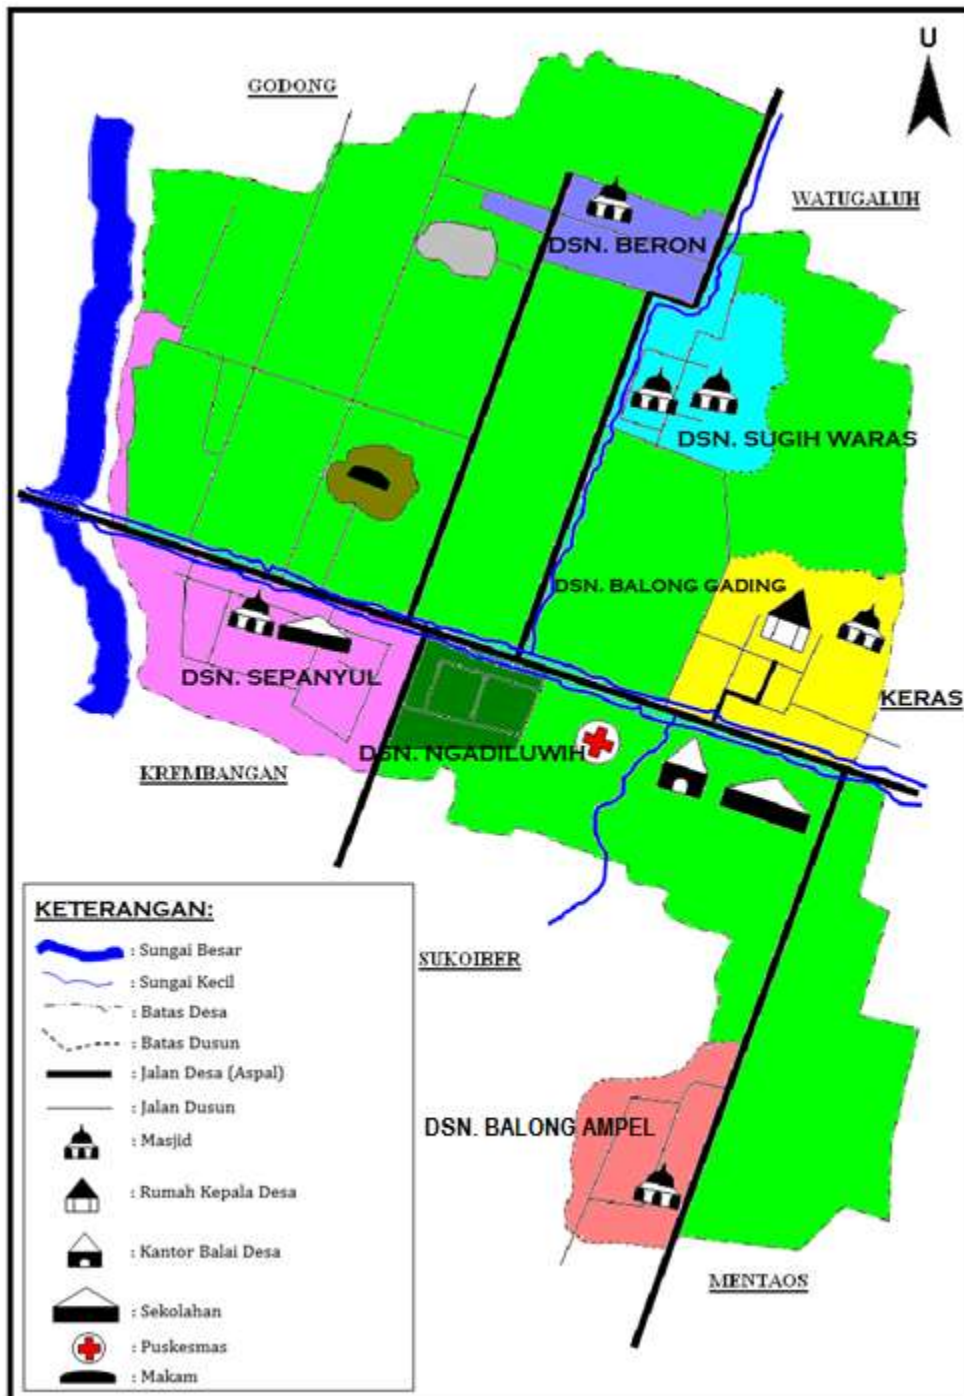 U
GODONG
WATUGALUH
DSN. BERON
DSN. SUGIH WARAS
DSN. BALONG GADING
DSN. SEPANYUL
KERAS
DSN. NGADILUWIH
KREMBANGAN
SUKOIBER
DSN. BALONG AMPEL
MENTAOS
KETERANGAN:
: Sungai Besar
: Sungai Kecil
: Batas Desa
: Batas Dusun
: Jalan Desa (Aspal)
: Jalan Dusun
: Masjid
: Rumah Kepala Desa
: Kantor Balai Desa
: Sekolahan
: Puskesmas
: Makam